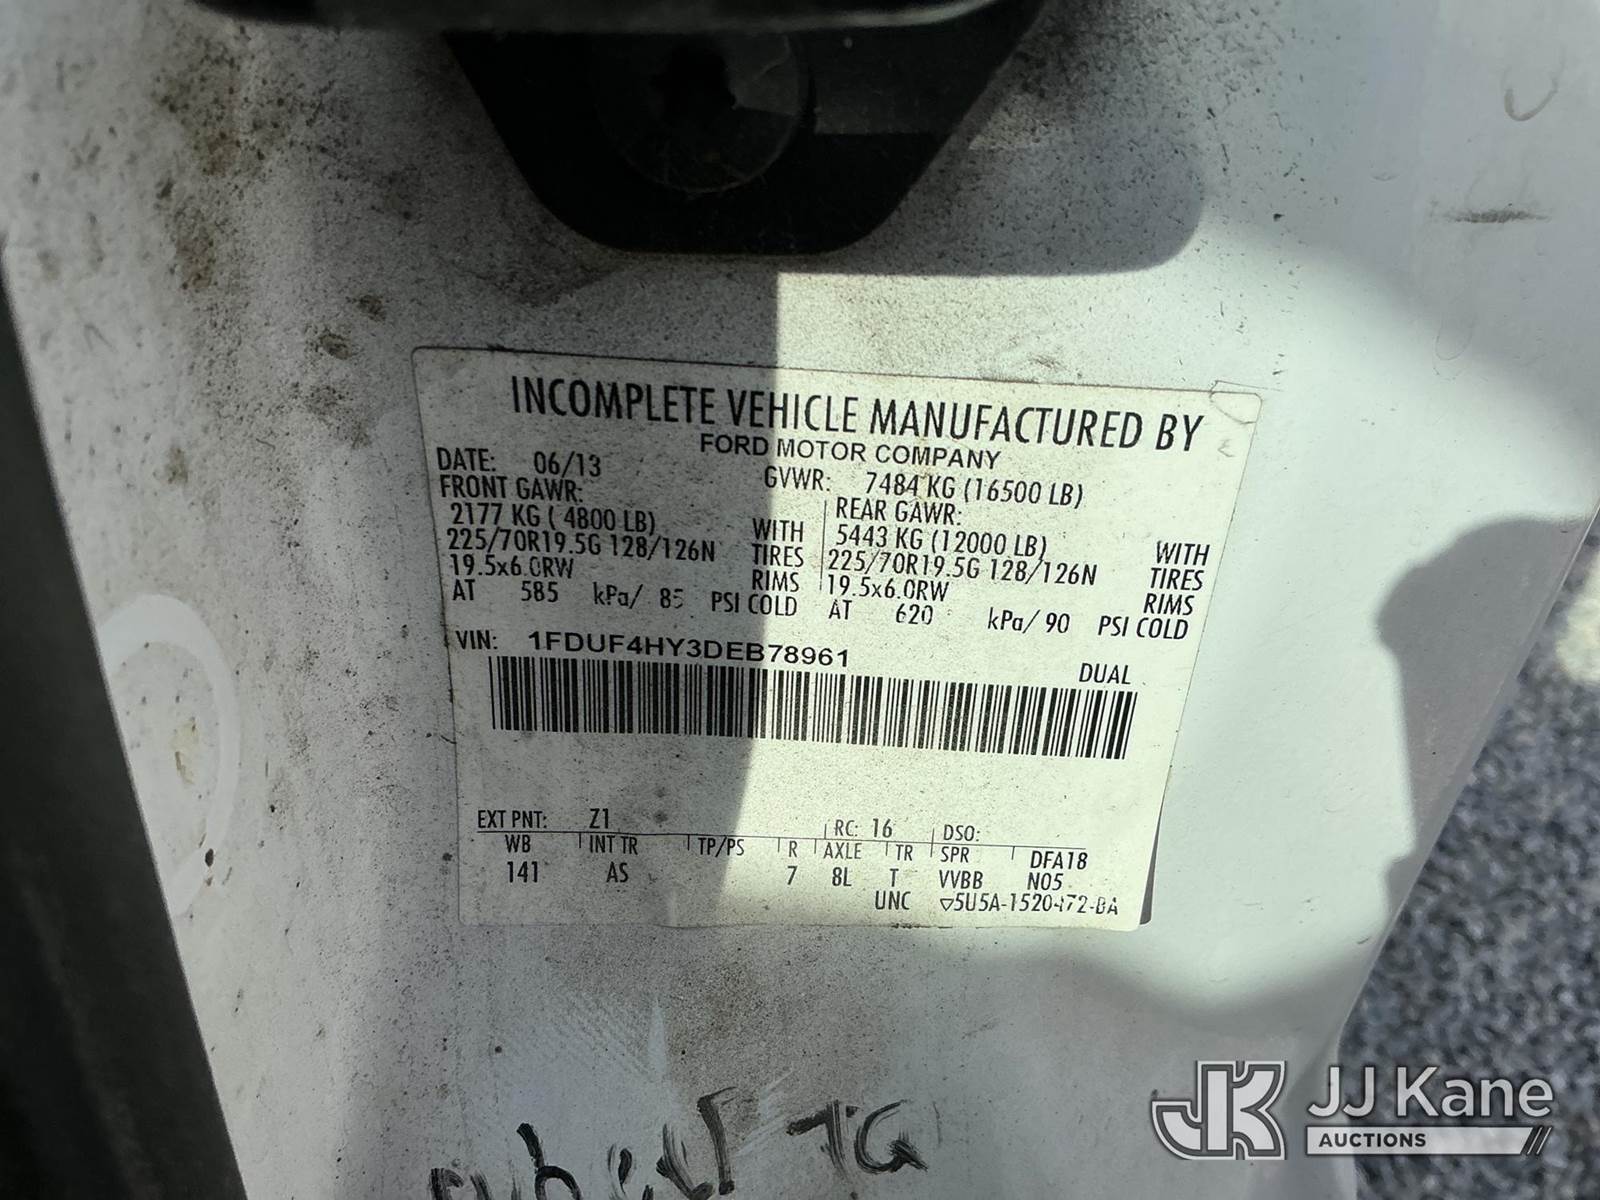 INCOMPLETE VEHICLE MANUFACTURED BY
FORD MOTOR COMPANY
DATE: 06/13 GVWR: 7484 KG (16500 LB)
FRONT GAWR: REAR GAWR:
2177 KG ( 4800 LB) WITH 5443 KG (12000 LB) WITH
225/70R19.5G 128/126N TIRES 225/70R19.5G 128/126N TIRES
19.5x6.0RW RIMS 19.5x6.0RW RIMS
AT 585 kPa/ 85 PSI COLD AT 620 kPa/ 90 PSI COLD
VIN: 1FDUF4HY3DEB78961
DUAL
EXT PNT: Z1 RC: 16 DSO:
WB INT TR TP/PS R AXLE TR SPR DFA18
141 AS 7 8L T VVBB N05
UNC ▽5U5A-1520472-BA
JK JJ Kane
AUCTIONS